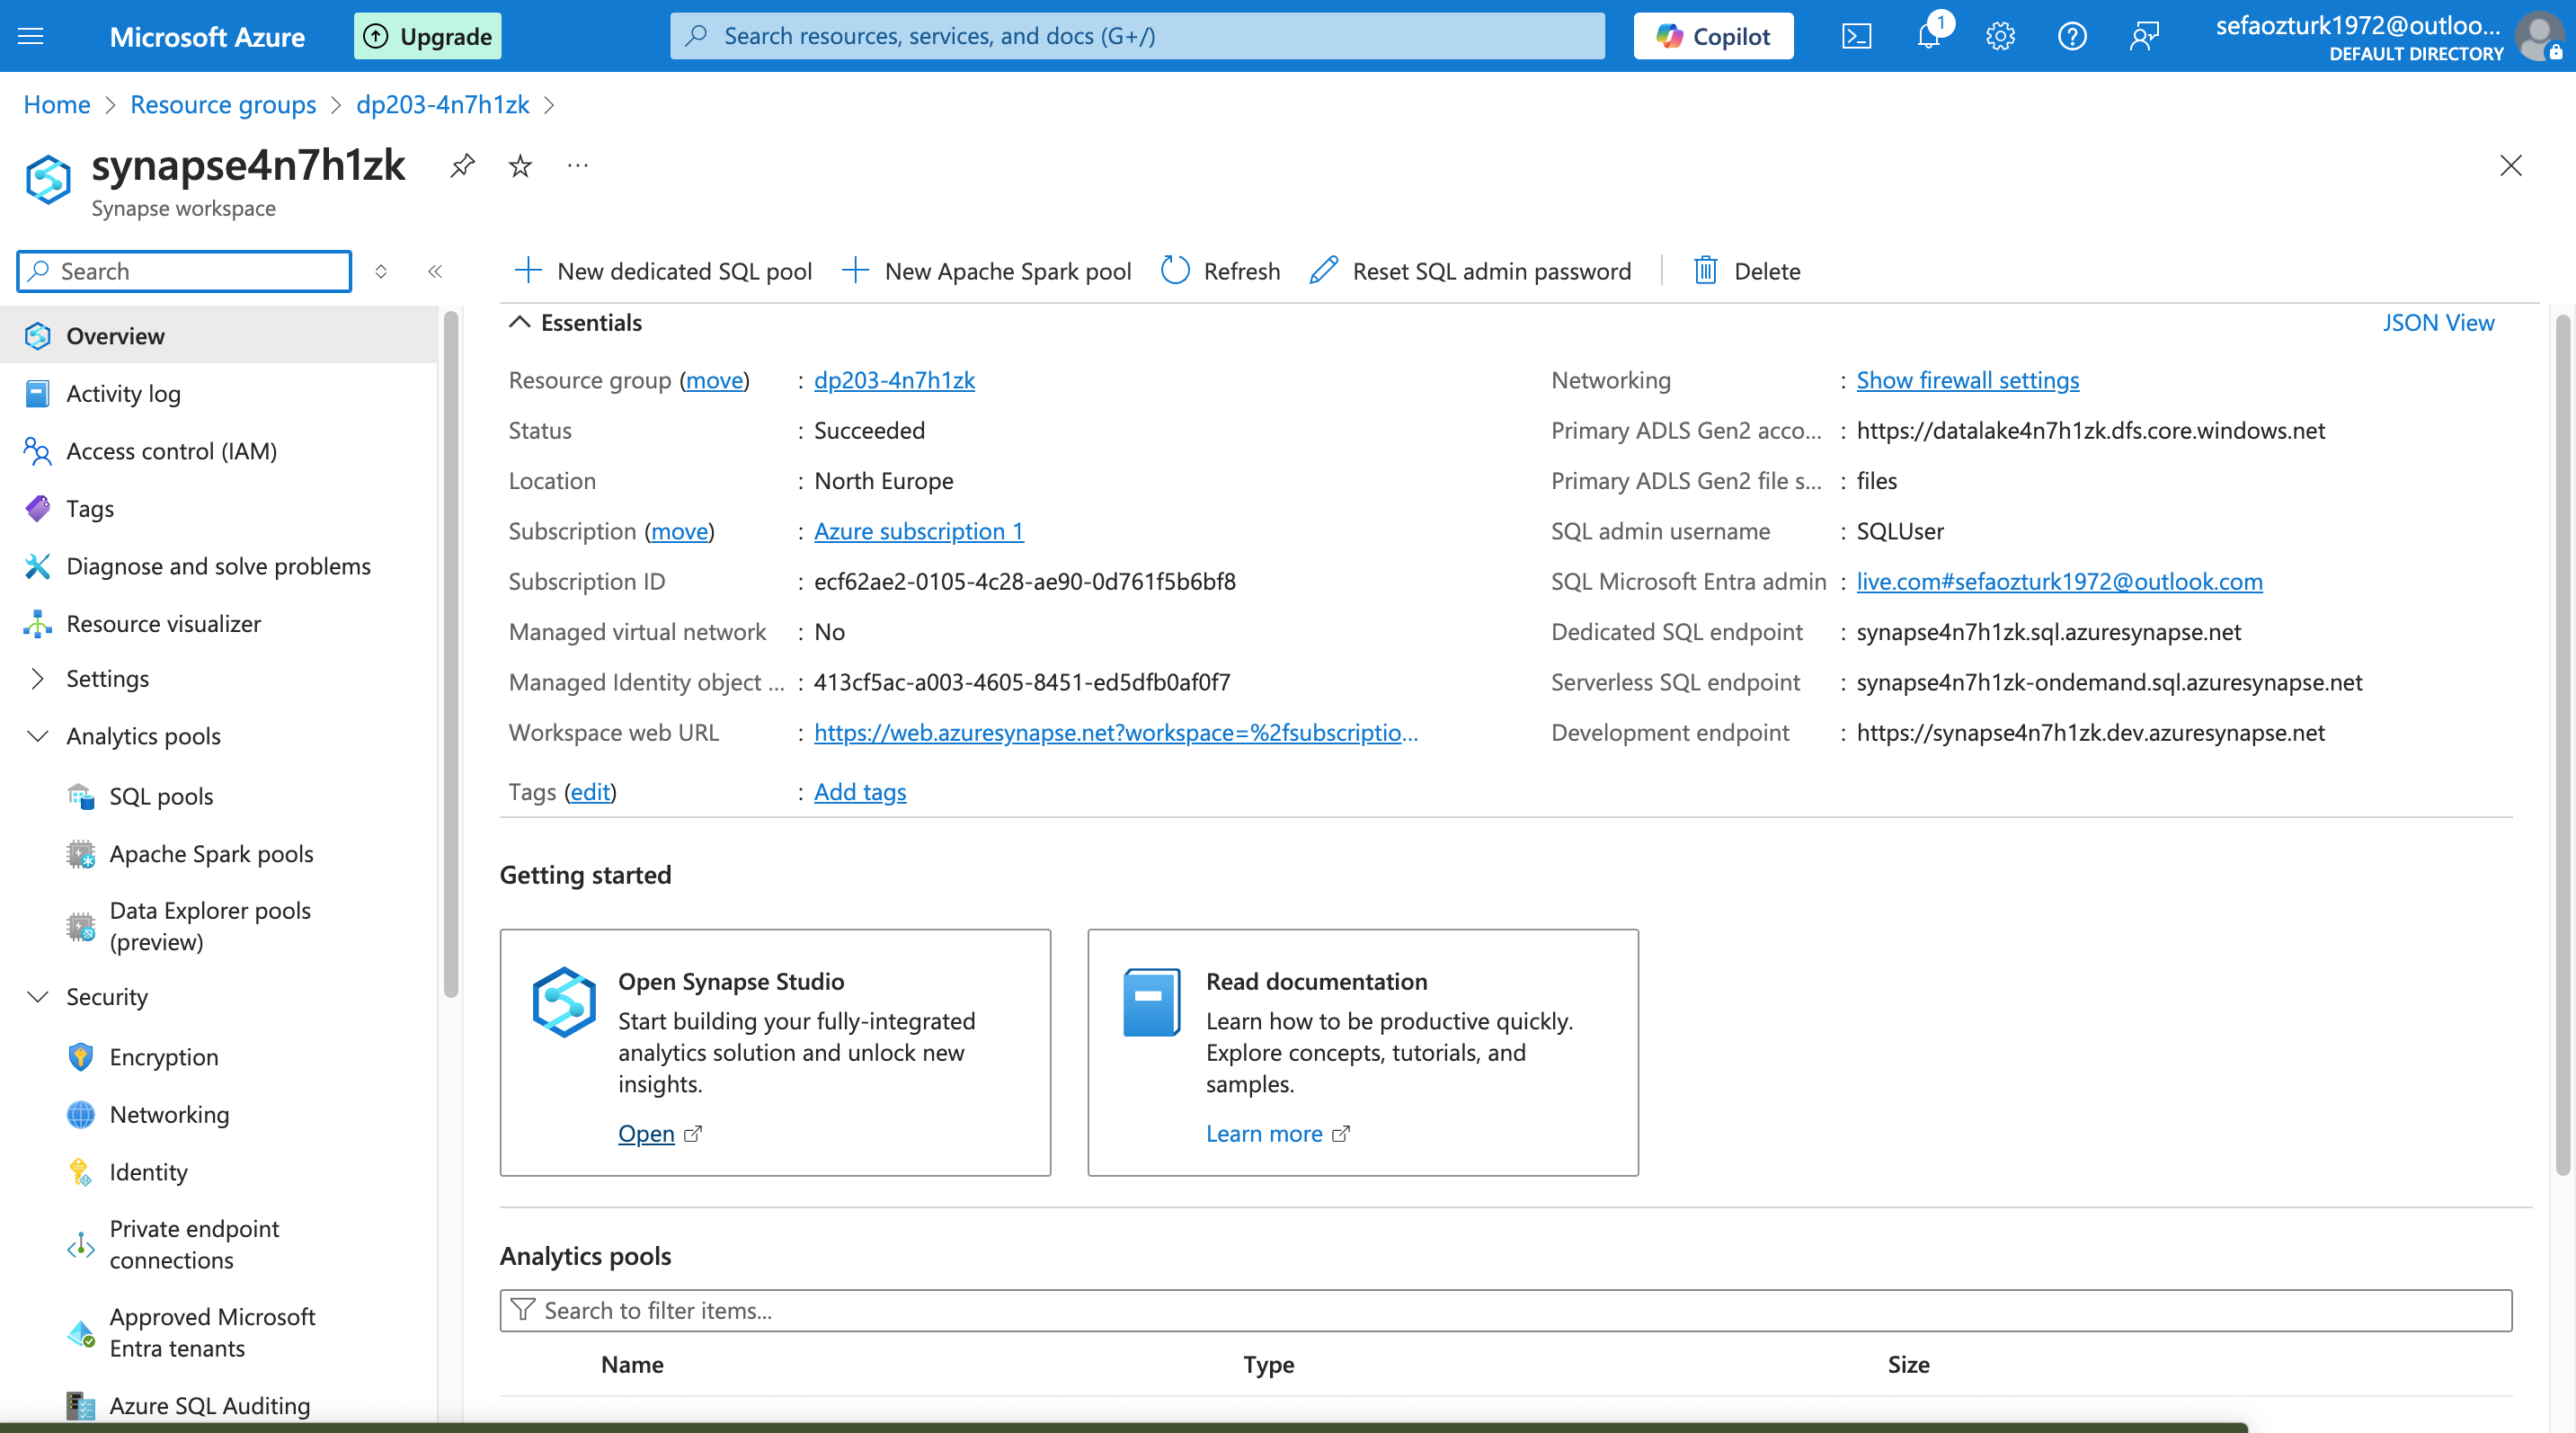 Microsoft Azure
Upgrade
Search resources, services, and docs (G+/)
Copilot
1
sefaozturk1972@outloo...
DEFAULT DIRECTORY
Home > Resource groups > dp203-4n7h1zk >
synapse4n7h1zk
Synapse workspace
Search
New dedicated SQL pool
New Apache Spark pool
Refresh
Reset SQL admin password
Delete
Overview
Activity log
Access control (IAM)
Tags
Diagnose and solve problems
Resource visualizer
Settings
Analytics pools
SQL pools
Apache Spark pools
Data Explorer pools
(preview)
Security
Encryption
Networking
Identity
Private endpoint
connections
Approved Microsoft
Entra tenants
Azure SQL Auditing
Essentials
JSON View
Resource group (move) : dp203-4n7h1zk
Status : Succeeded
Location : North Europe
Subscription (move) : Azure subscription 1
Subscription ID : ecf62ae2-0105-4c28-ae90-0d761f5b6bf8
Managed virtual network : No
Managed Identity object ... : 413cf5ac-a003-4605-8451-ed5dfb0af0f7
Workspace web URL : https://web.azuresynapse.net?workspace=%2fsubscriptio...
Tags (edit) : Add tags
Networking : Show firewall settings
Primary ADLS Gen2 acco... : https://datalake4n7h1zk.dfs.core.windows.net
Primary ADLS Gen2 file s... : files
SQL admin username : SQLUser
SQL Microsoft Entra admin : live.com#sefaozturk1972@outlook.com
Dedicated SQL endpoint : synapse4n7h1zk.sql.azuresynapse.net
Serverless SQL endpoint : synapse4n7h1zk-ondemand.sql.azuresynapse.net
Development endpoint : https://synapse4n7h1zk.dev.azuresynapse.net
Getting started
Open Synapse Studio
Start building your fully-integrated
analytics solution and unlock new
insights.
Open
Read documentation
Learn how to be productive quickly.
Explore concepts, tutorials, and
samples.
Learn more
Analytics pools
Search to filter items...
Name
Type
Size